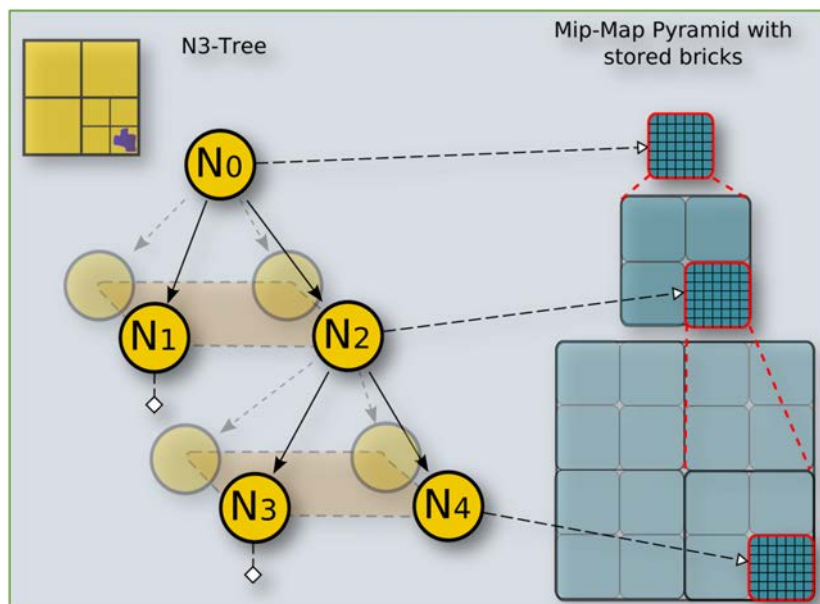 N3-Tree
Mip-Map Pyramid with
stored bricks
N0
N1
N2
N3
N4